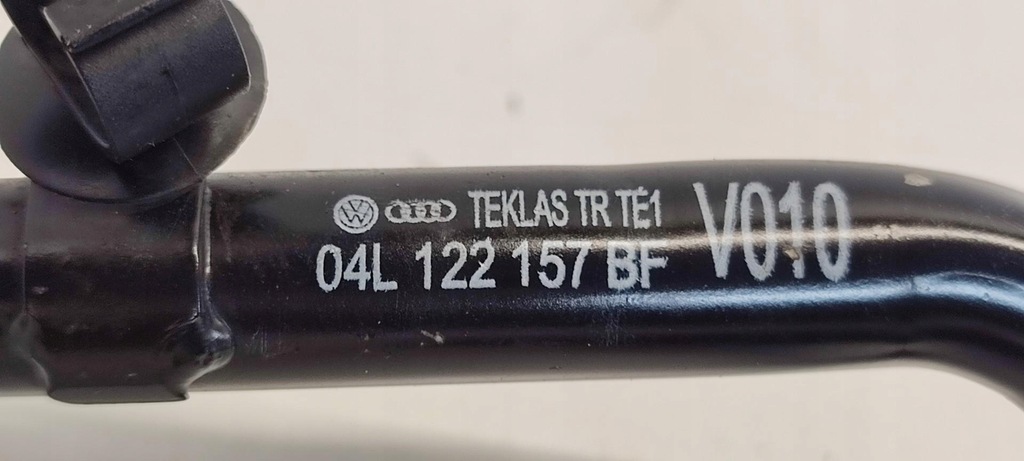 TEKLAS TR TE1 V010
04L 122 157 BF